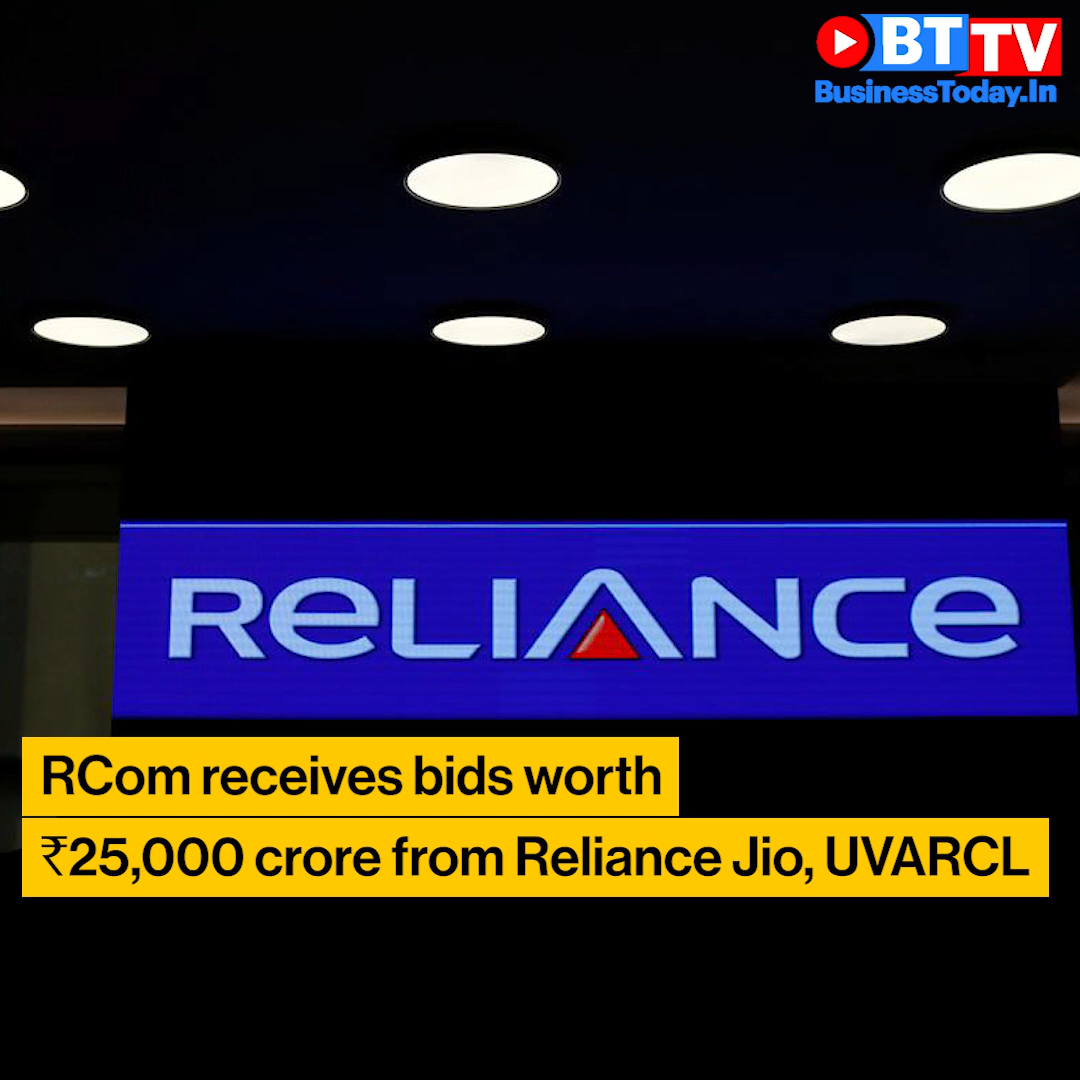 BT TV
BusinessToday.In
RELIANCE
RCom receives bids worth
₹25,000 crore from Reliance Jio, UVARCL